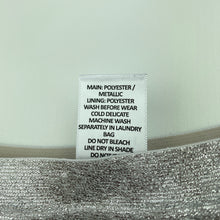 MAIN: POLYESTER /
METALLIC
LINING: POLYESTER
WASH BEFORE WEAR
COLD DELICATE
MACHINE WASH
SEPARATELY IN LAUNDRY
BAG
DO NOT BLEACH
LINE DRY IN SHADE
DO NOT